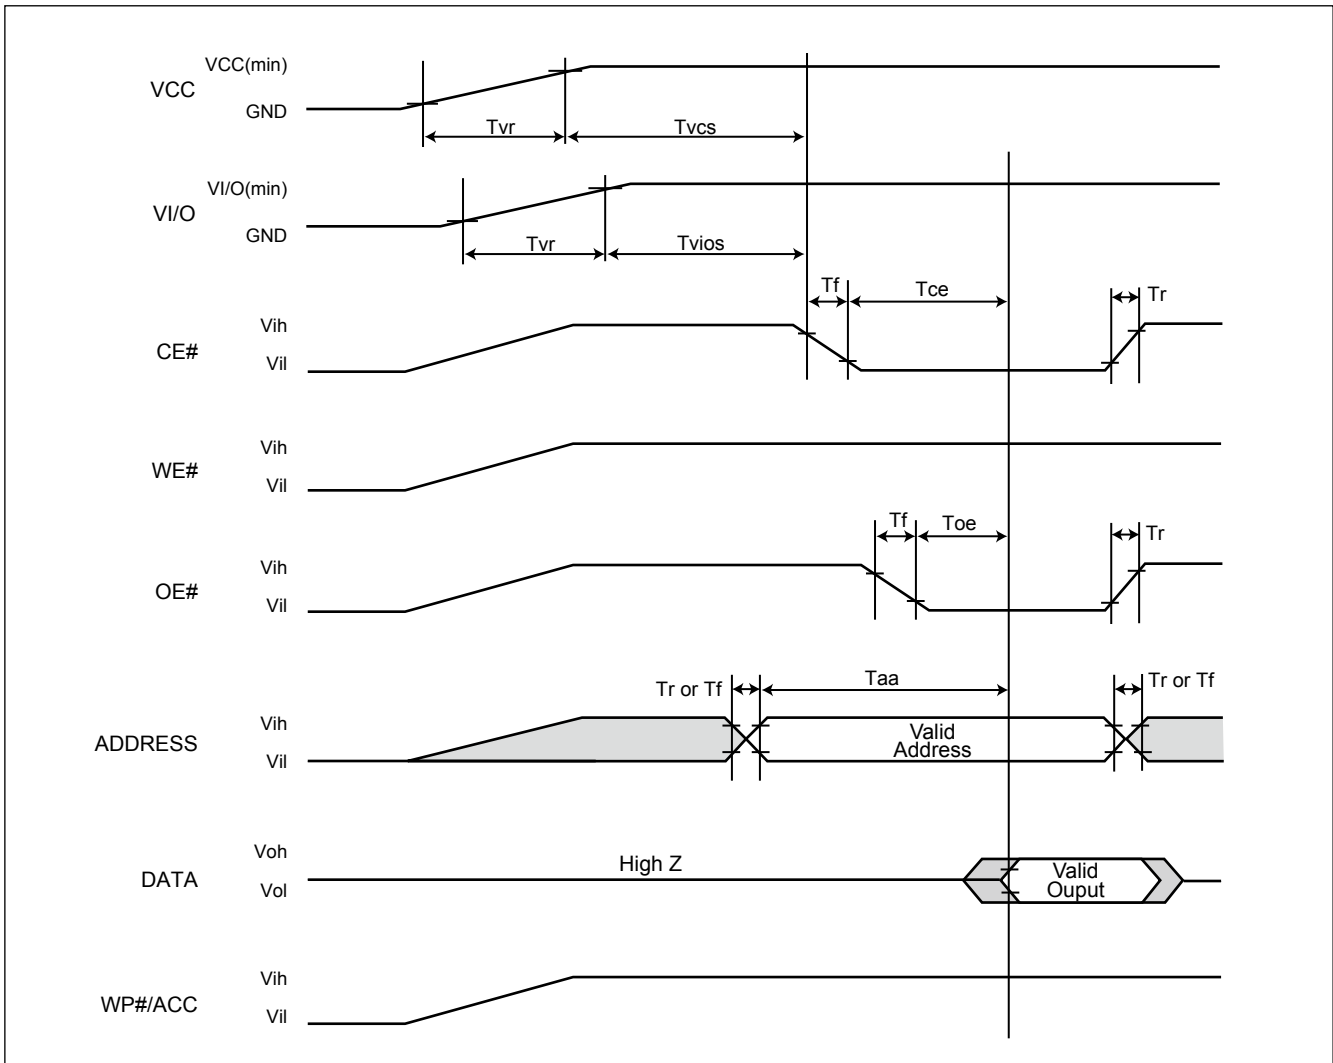 VCC(min)
VCC
GND
Tvr
Tvcs
VI/O(min)
VI/O
GND
Tvr
Tvios
Tf
Tce
Tr
Vih
CE#
Vil
Vih
WE#
Vil
Tf
Toe
Tr
Vih
OE#
Vil
Tr or Tf
Taa
Tr or Tf
Vih
ADDRESS
Vil
Valid
Address
Voh
DATA
Vol
High Z
Valid
Ouput
Vih
WP#/ACC
Vil